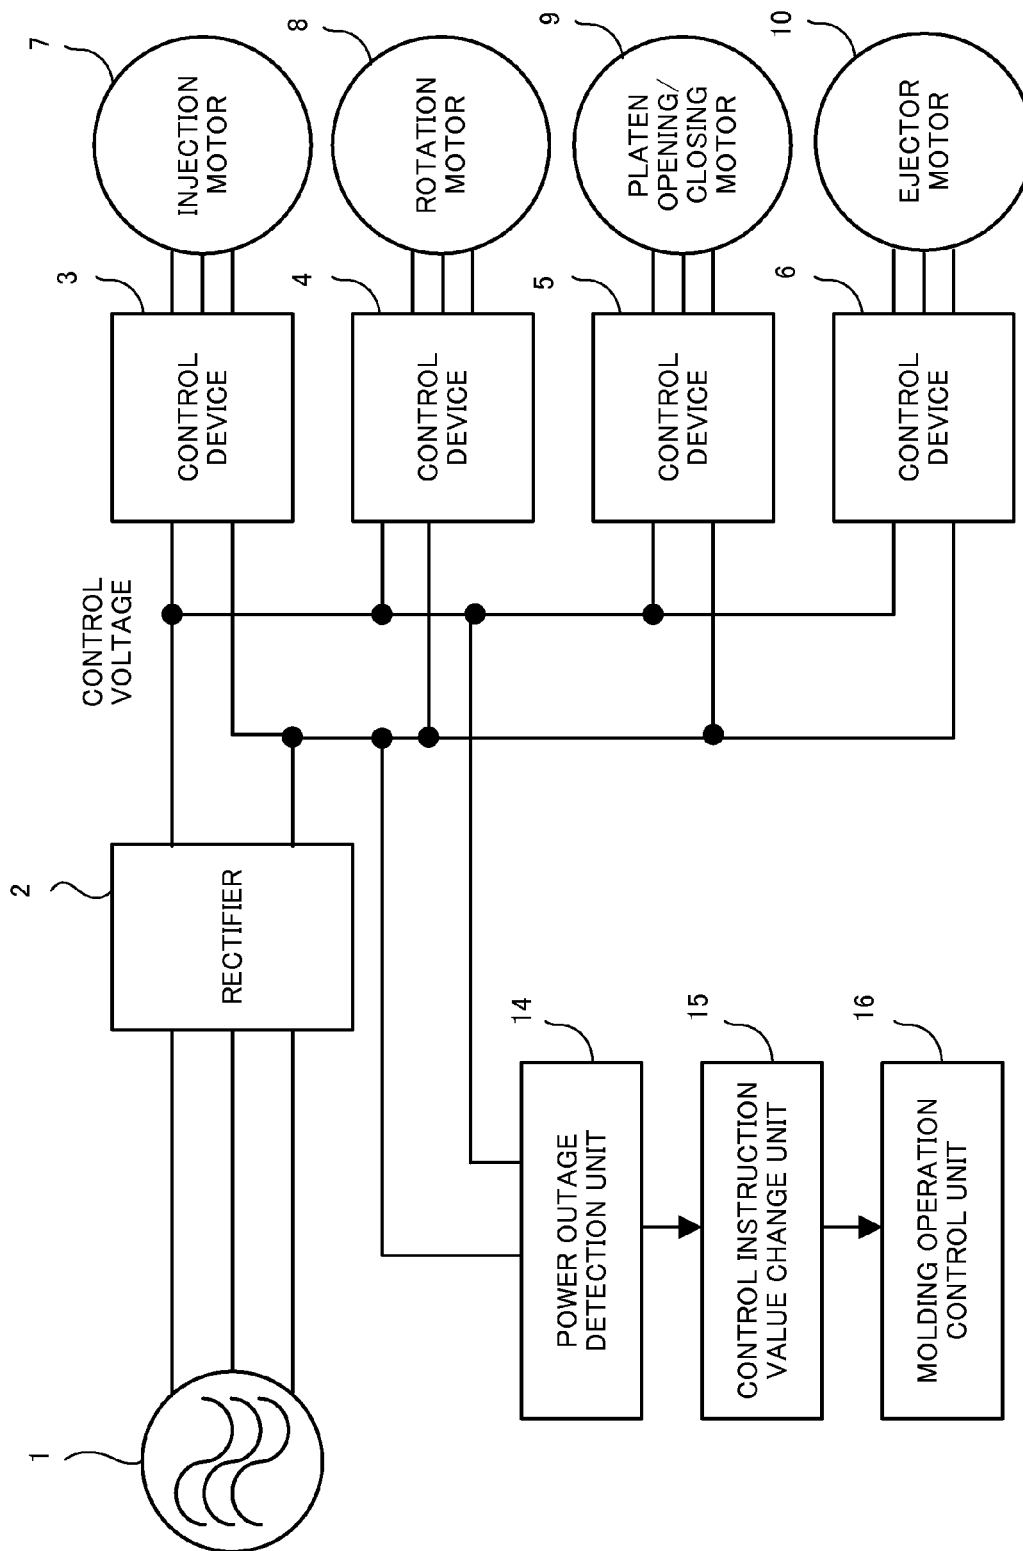 1
2
RECTIFIER
CONTROL
VOLTAGE
3
CONTROL
DEVICE
7
INJECTION
MOTOR
4
CONTROL
DEVICE
8
ROTATION
MOTOR
5
CONTROL
DEVICE
9
PLATEN
OPENING/
CLOSING
MOTOR
6
CONTROL
DEVICE
10
EJECTOR
MOTOR
14
POWER OUTAGE
DETECTION UNIT
15
CONTROL INSTRUCTION
VALUE CHANGE UNIT
16
MOLDING OPERATION
CONTROL UNIT